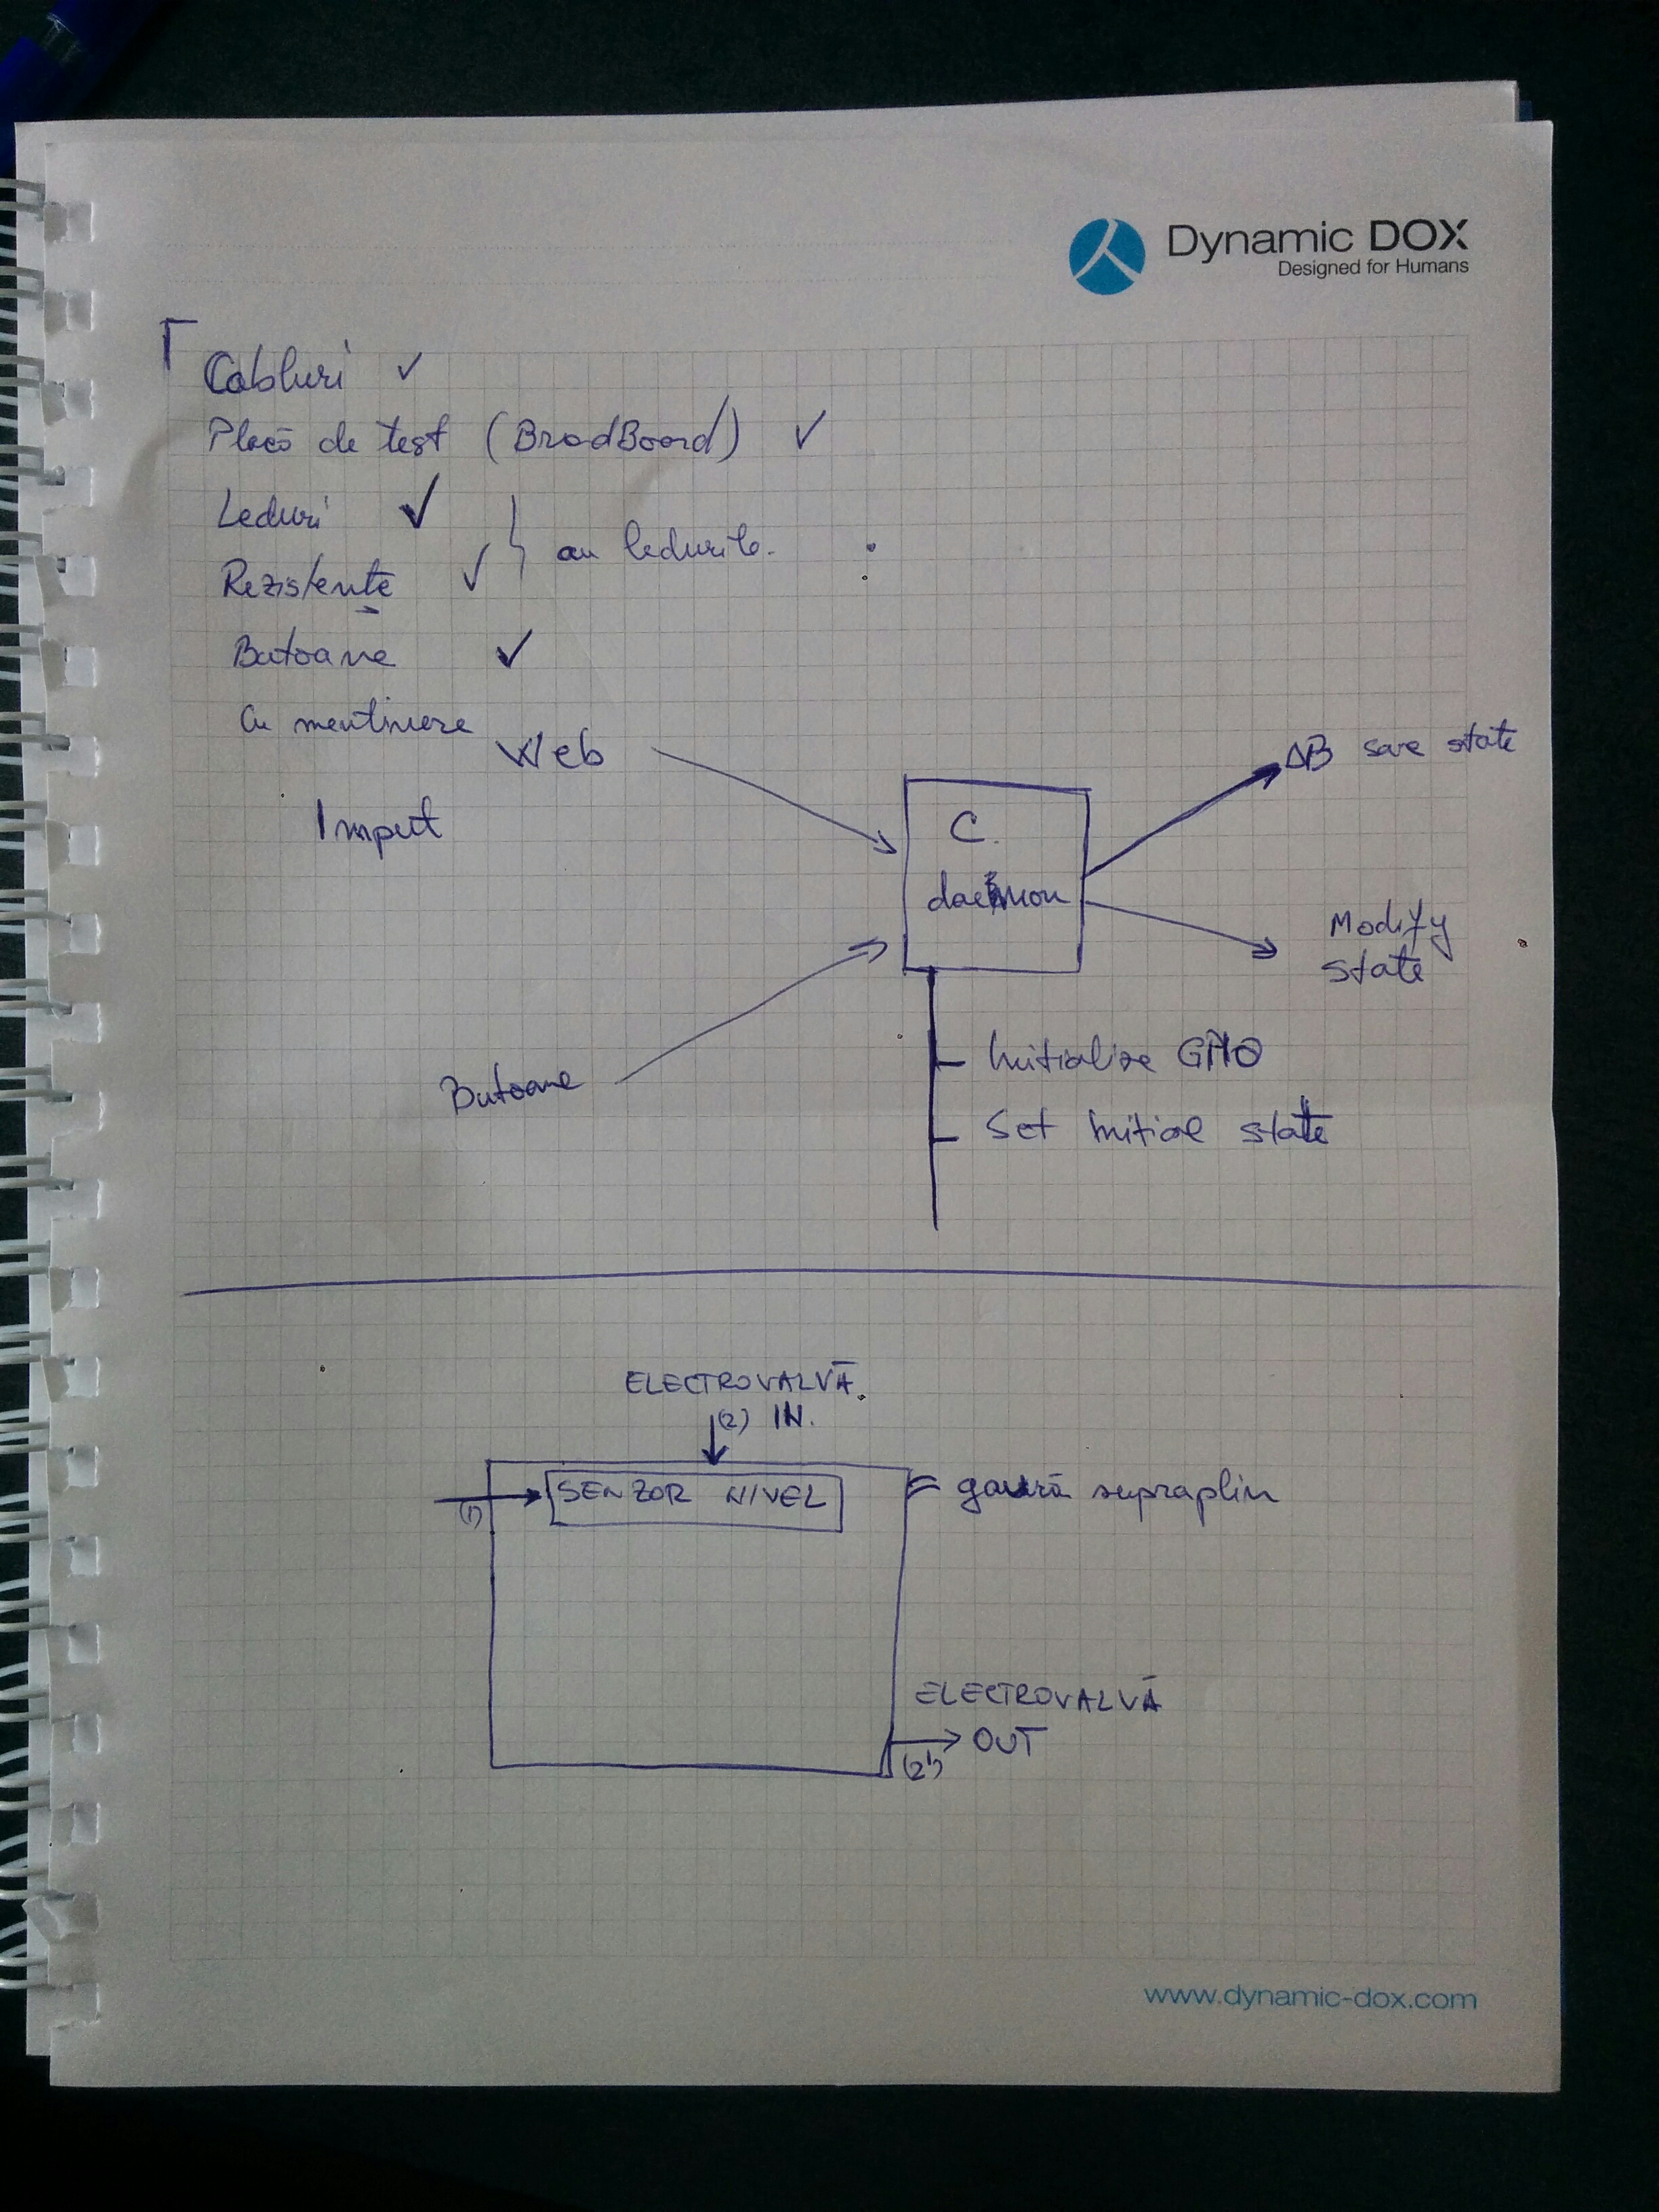 Dynamic DOX
Designed for Humans
Cabluri ✓
Placă de test (BradBoard) ✓
Leduri ✓
au ledurile.
Rezistențe ✓
Butoane ✓
Cu mentinere
Web
Imput
C
daemon
DB save state
Modify
state
Butoane
Initialize GPIO
Set initial state
ELECTROVALVĂ
(2) IN.
(1)
SENZOR NIVEL
gaură supraplin
ELECTROVALVĂ
OUT
(2')
www.dynamic-dox.com